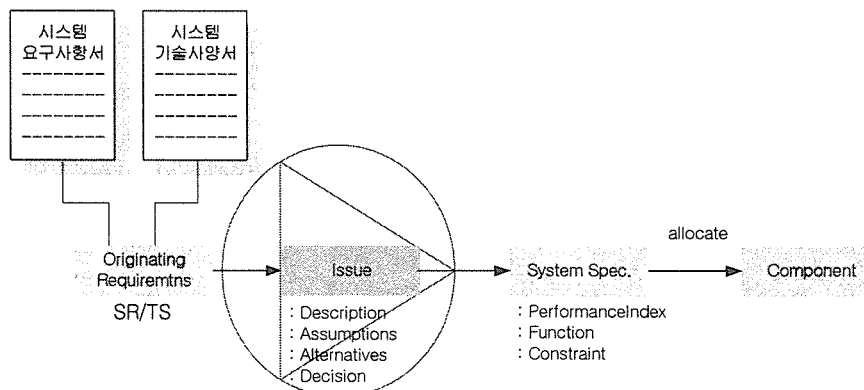 시스템
요구사항서
시스템
기술사양서
Originating
Requiremtns
SR/TS
Issue
: Description
: Assumptions
: Alternatives
: Decision
System Spec.
: PerformanceIndex
: Function
: Constraint
allocate
Component